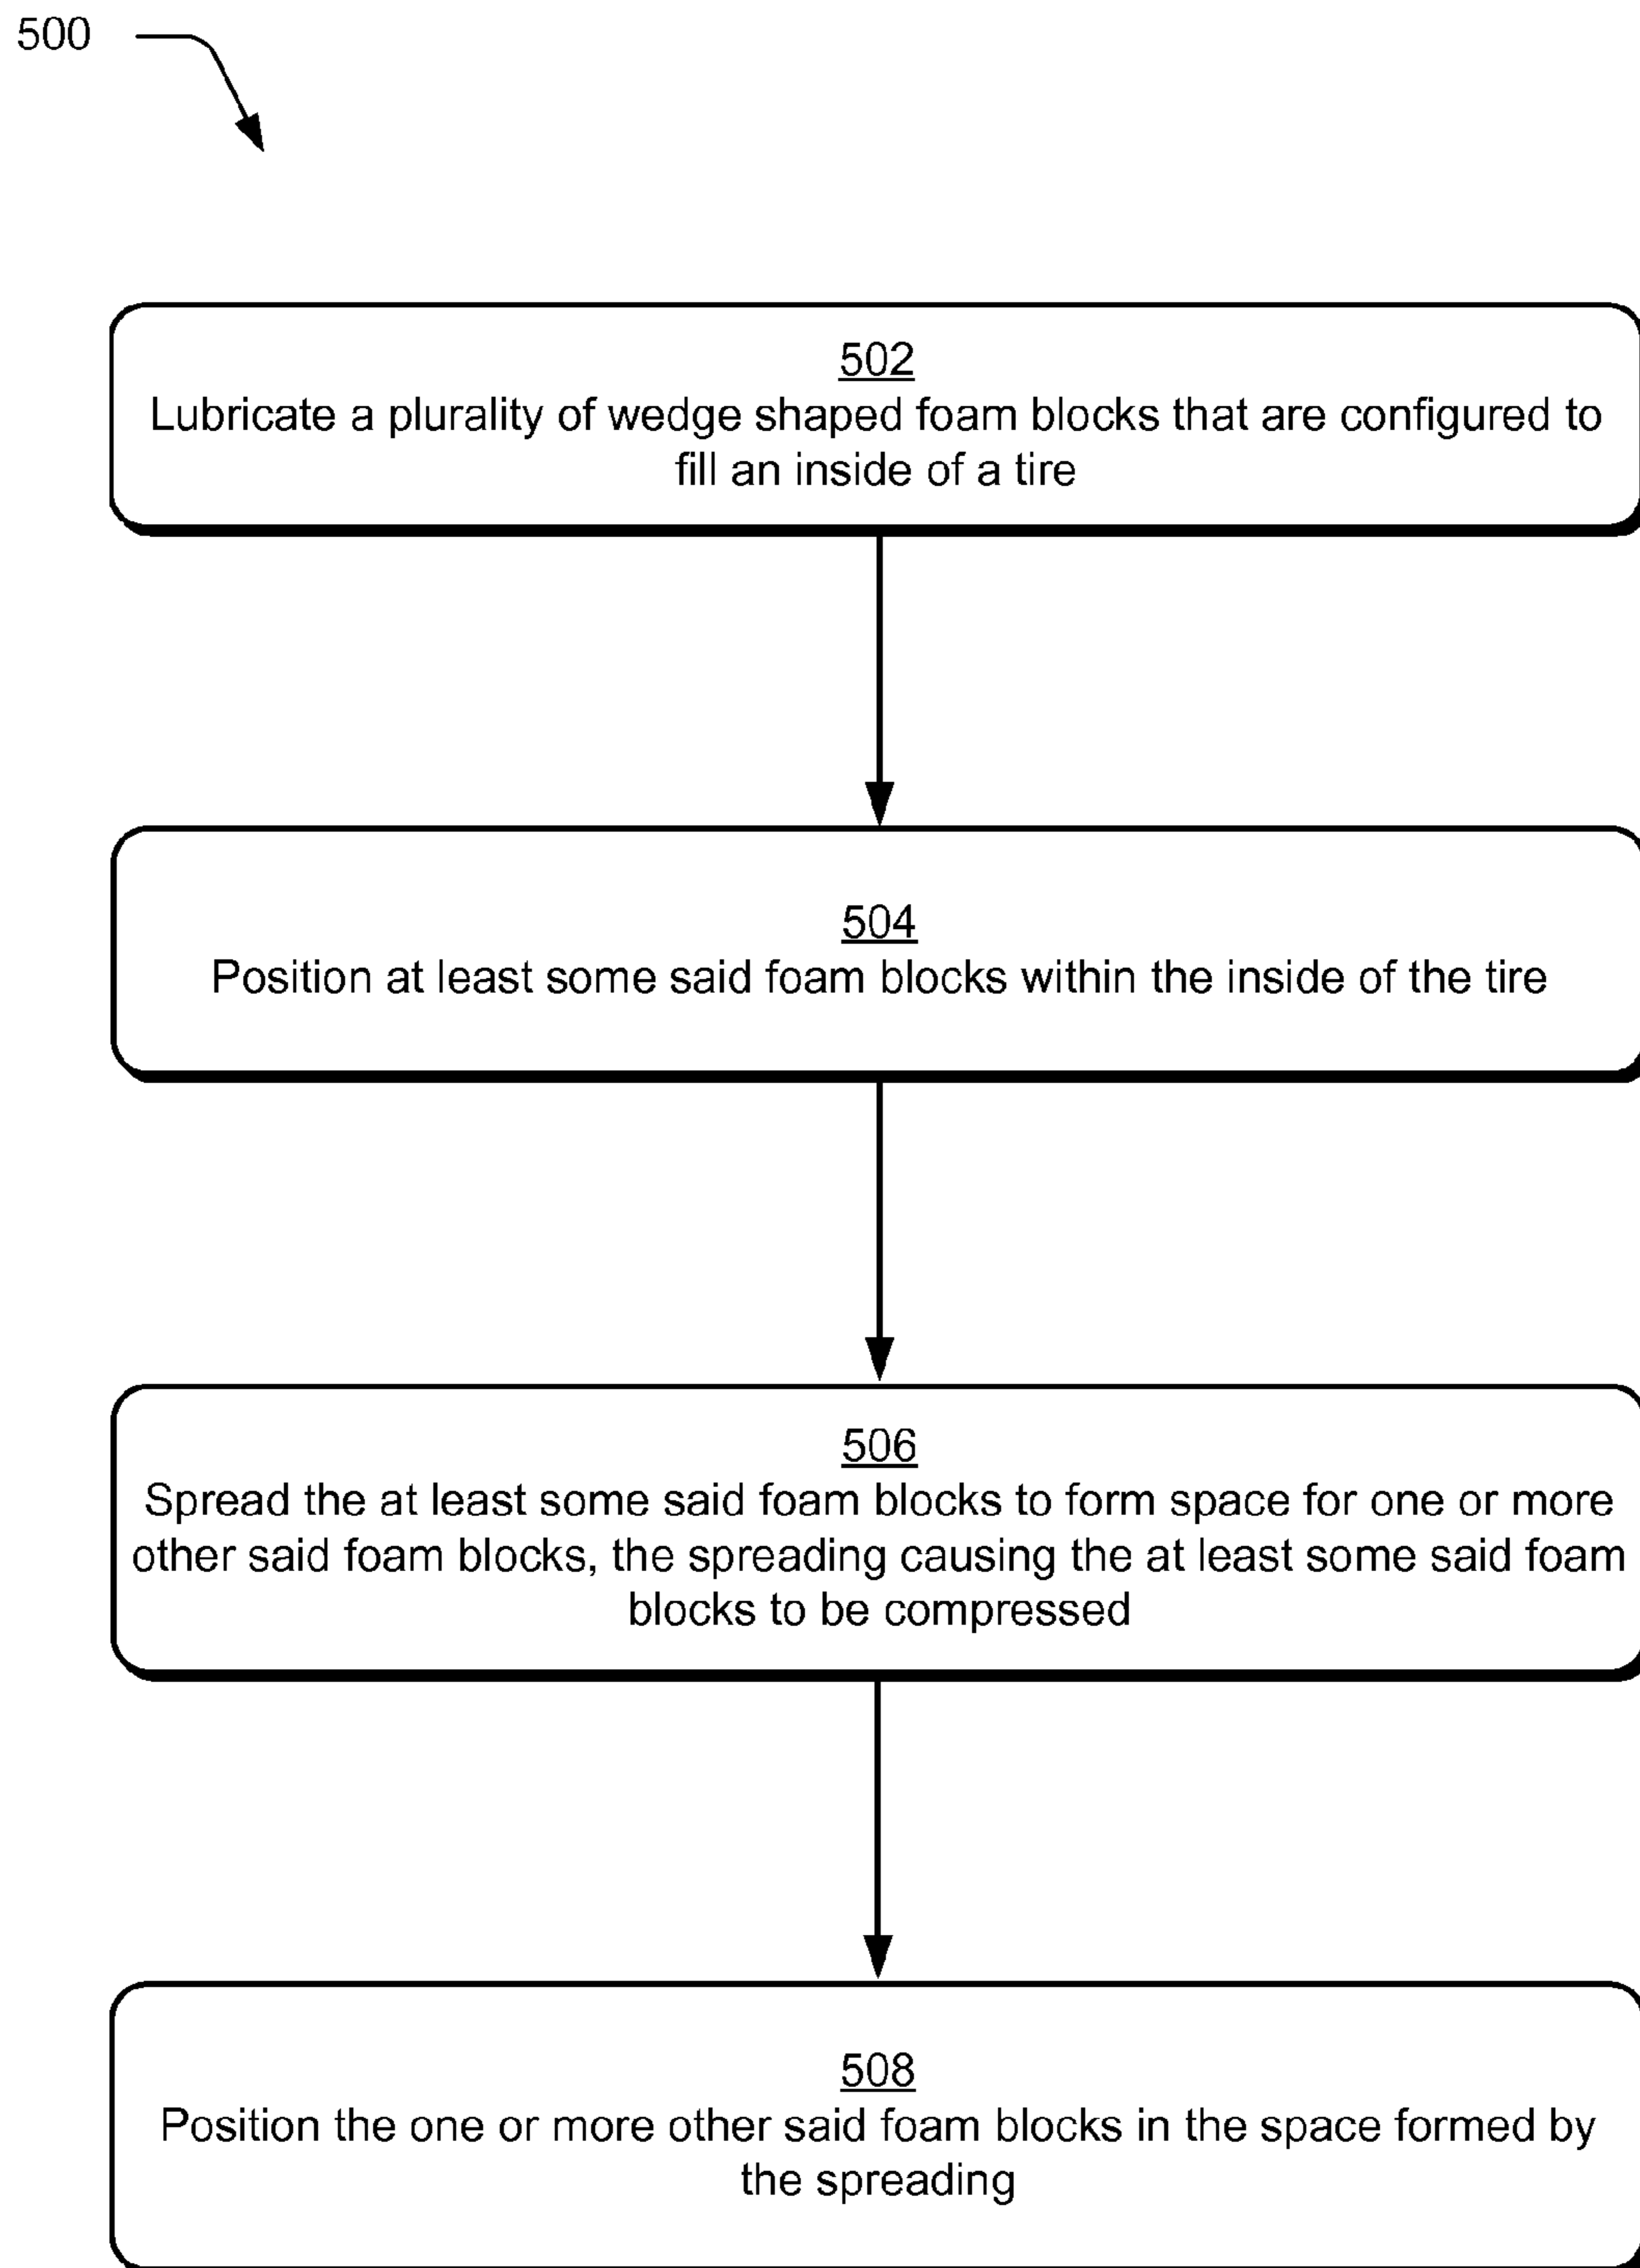 500
502
Lubricate a plurality of wedge shaped foam blocks that are configured to
fill an inside of a tire
504
Position at least some said foam blocks within the inside of the tire
506
Spread the at least some said foam blocks to form space for one or more
other said foam blocks, the spreading causing the at least some said foam
blocks to be compressed
508
Position the one or more other said foam blocks in the space formed by
the spreading